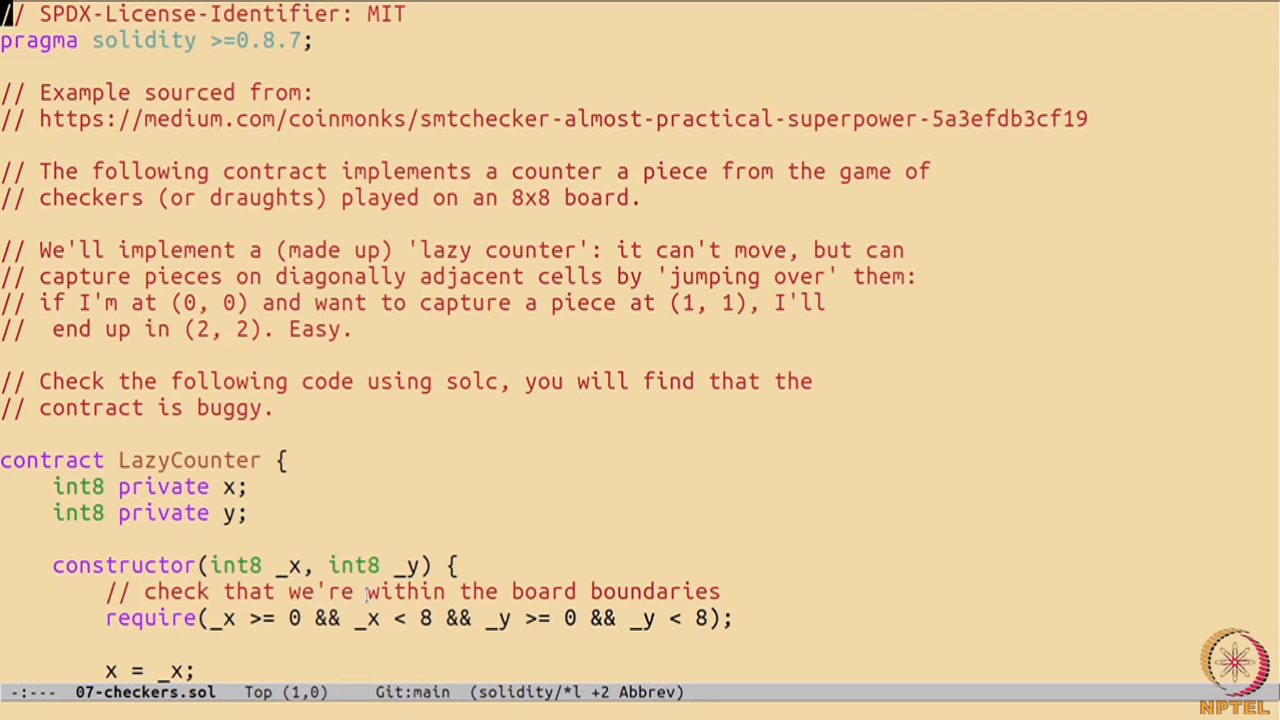 // SPDX-License-Identifier: MIT
pragma solidity >=0.8.7;
// Example sourced from:
// https://medium.com/coinmonks/smtchecker-almost-practical-superpower-5a3efdb3cf19
// The following contract implements a counter a piece from the game of
// checkers (or draughts) played on an 8x8 board.
// We'll implement a (made up) 'lazy counter': it can't move, but can
// capture pieces on diagonally adjacent cells by 'jumping over' them:
// if I'm at (0, 0) and want to capture a piece at (1, 1), I'll
//  end up in (2, 2). Easy.
// Check the following code using solc, you will find that the
// contract is buggy.
contract LazyCounter {
    int8 private x;
    int8 private y;
    constructor(int8 _x, int8 _y) {
        // check that we're within the board boundaries
        require(_x >= 0 && _x < 8 && _y >= 0 && _y < 8);
        x = _x;
-:---  07-checkers.sol   Top (1,0)    Git:main  (solidity/*l +2 Abbrev)
NPTEL